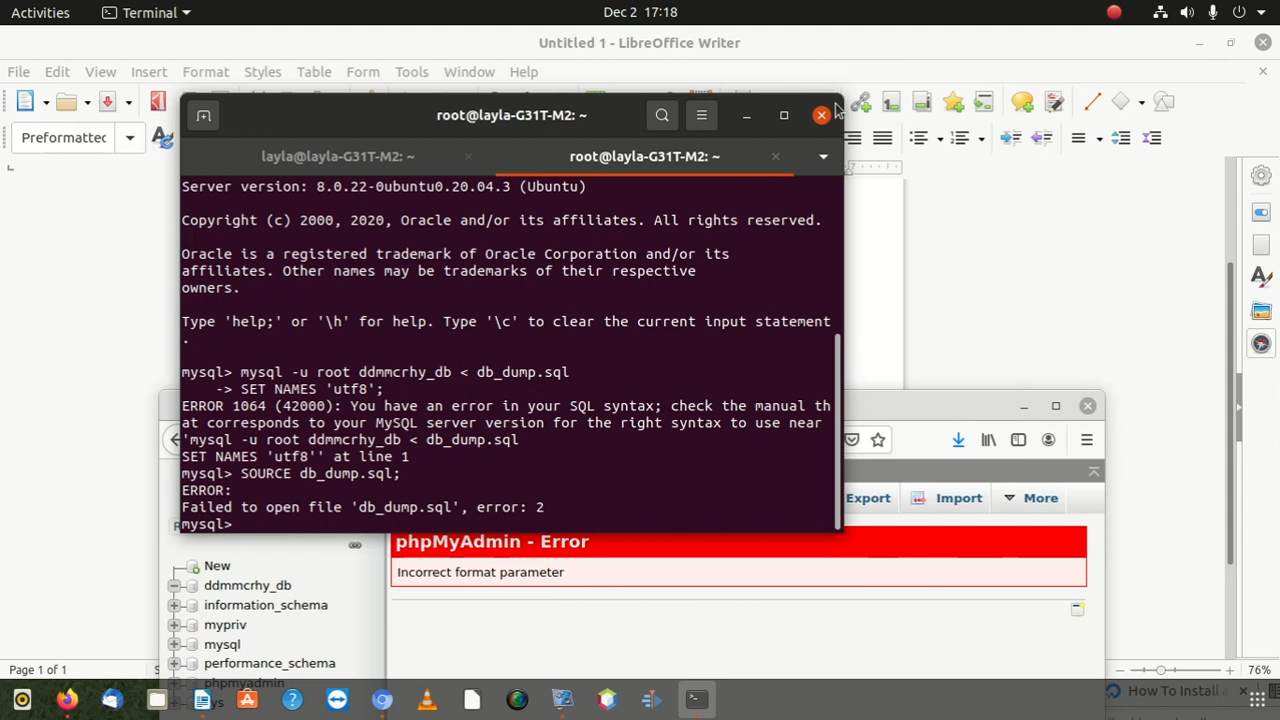 Activities
Terminal
Dec 2 17:18
Untitled 1 - LibreOffice Writer
File Edit View Insert Format Styles Table Form Tools Window Help
root@layla-G31T-M2: ~
Preformatted
layla@layla-G31T-M2: ~
root@layla-G31T-M2: ~
Server version: 8.0.22-0ubuntu0.20.04.3 (Ubuntu)
Copyright (c) 2000, 2020, Oracle and/or its affiliates. All rights reserved.
Oracle is a registered trademark of Oracle Corporation and/or its
affiliates. Other names may be trademarks of their respective
owners.
Type 'help;' or '\h' for help. Type '\c' to clear the current input statement
.
mysql> mysql -u root ddmmcrhy_db < db_dump.sql
-> SET NAMES 'utf8';
ERROR 1064 (42000): You have an error in your SQL syntax; check the manual th
at corresponds to your MySQL server version for the right syntax to use near
'mysql -u root ddmmcrhy_db < db_dump.sql
SET NAMES 'utf8'' at line 1
mysql> SOURCE db_dump.sql;
ERROR:
Failed to open file 'db_dump.sql', error: 2
mysql>
Export Import More
phpMyAdmin - Error
Incorrect format parameter
New
ddmmcrhy_db
information_schema
mypriv
mysql
performance_schema
phpmyadmin
Page 1 of 1
76%
How To Install